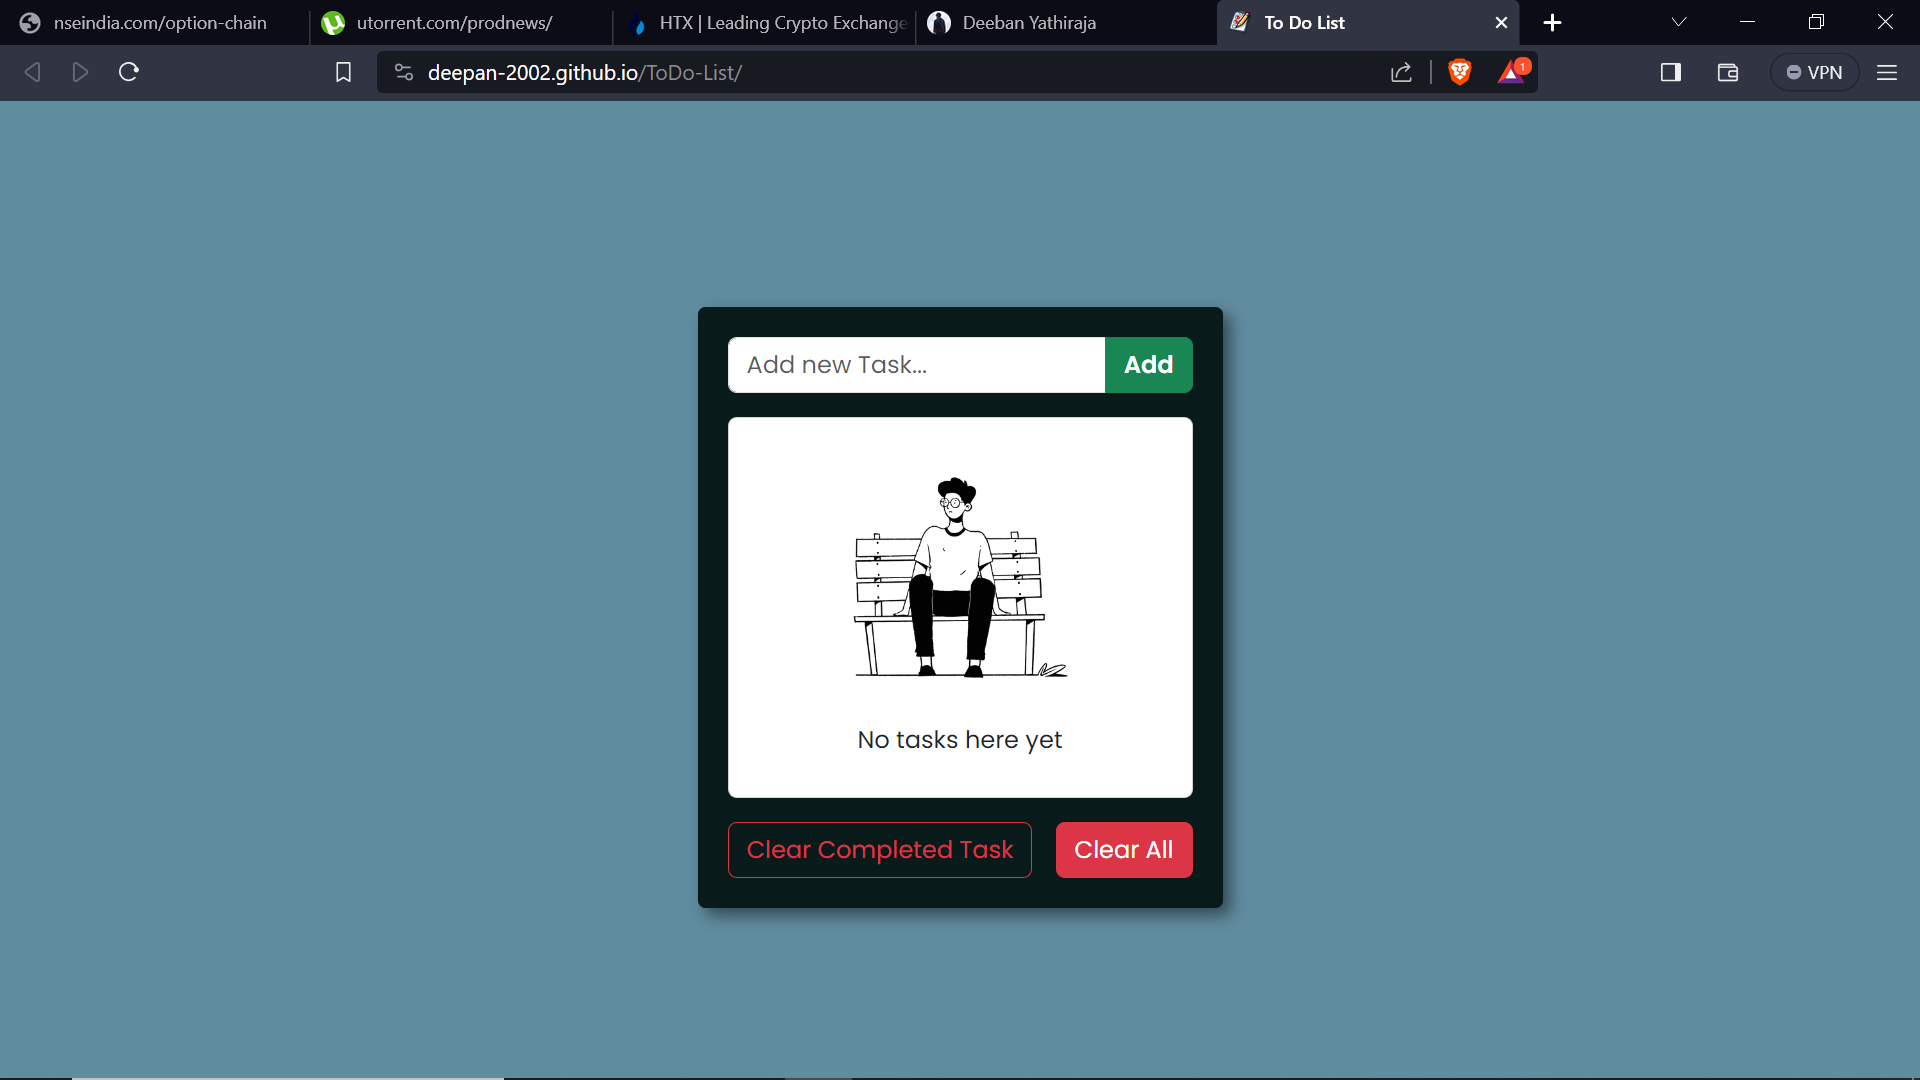 nseindia.com/option-chain
utorrent.com/prodnews/
HTX | Leading Crypto Exchange
Deeban Yathiraja
To Do List
deepan-2002.github.io/ToDo-List/
1
VPN
Add new Task...
Add
No tasks here yet
Clear Completed Task
Clear All